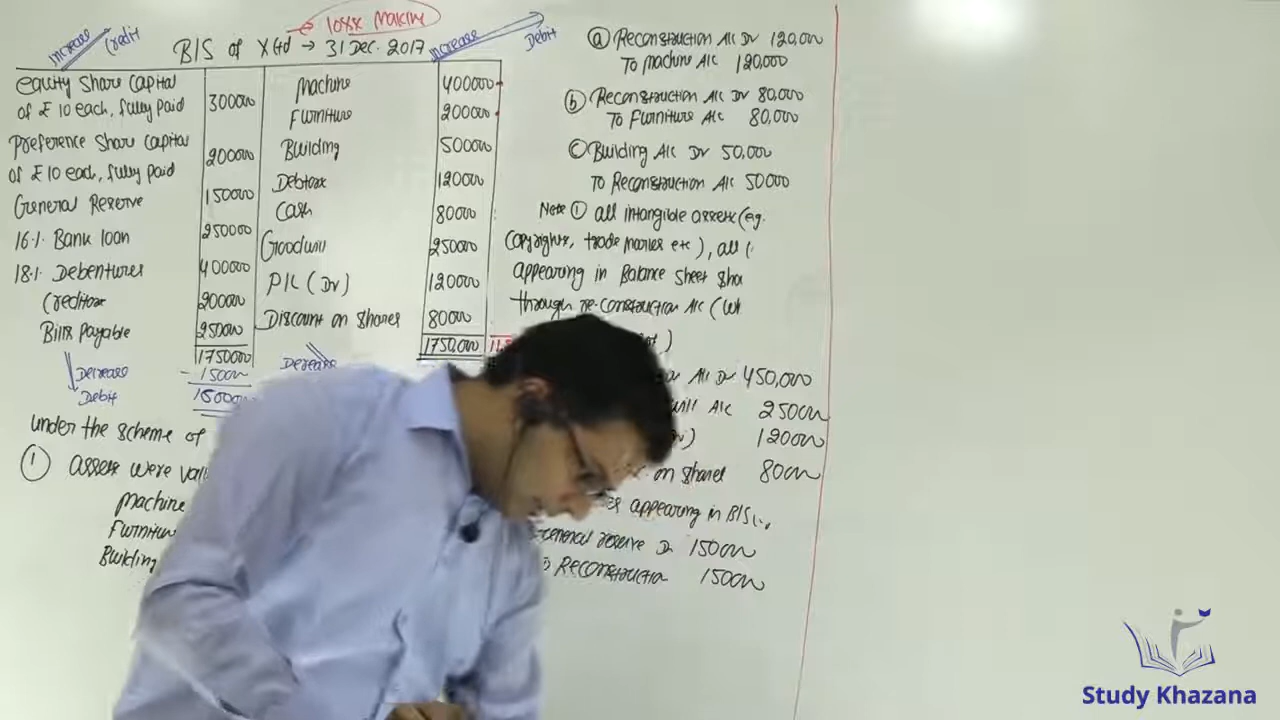 loss making
Increase
Credit
B/S of X Ltd → 31 Dec. 2017
Increase
Debit
equity share capital
of ₹ 10 each, fully paid
300000
Preference share capital
of ₹ 10 each, fully paid
200000
General Reserve
150000
16% Bank loan
250000
18% Debentures
400000
Creditors
200000
Bills Payable
250000
1750000
- 15000
150000
Machine
400000
Furniture
200000
Building
500000
Debtors
120000
Cash
80000
Goodwill
250000
P/L (Dr)
120000
Discount on shares
80000
1750,000
Decrease
Debit
Decrease
under the scheme of
① assets were val
Machine
Furnitur
Building
ⓐ Reconstruction A/c Dr 120,000
To machine A/c 120,000
ⓑ Reconstruction A/c Dr 80,000
To Furniture A/c 80,000
ⓒ Building A/c Dr 50,000
To Reconstruction A/c 50000
Note ① all intangible assets (eg.
copyrights, trade marks etc), all
appearing in Balance sheet
through re-construction A/c
A/c Dr 450,000
A/c 250000
120000
on shares 80000
appearing in B/S
General reserve Dr 150000
To Reconstruction 150000
Study Khazana